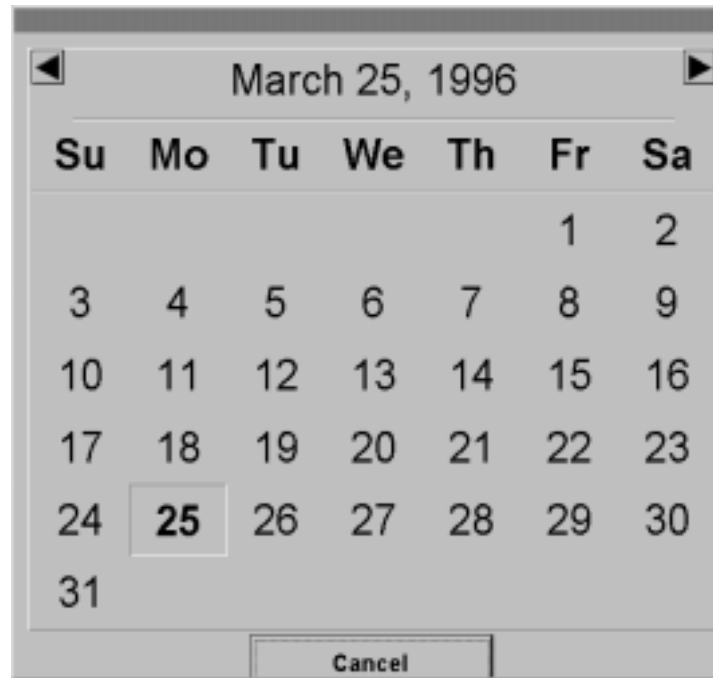 March 25, 1996
Su Mo Tu We Th Fr Sa
1 2
3 4 5 6 7 8 9
10 11 12 13 14 15 16
17 18 19 20 21 22 23
24 25 26 27 28 29 30
31
Cancel